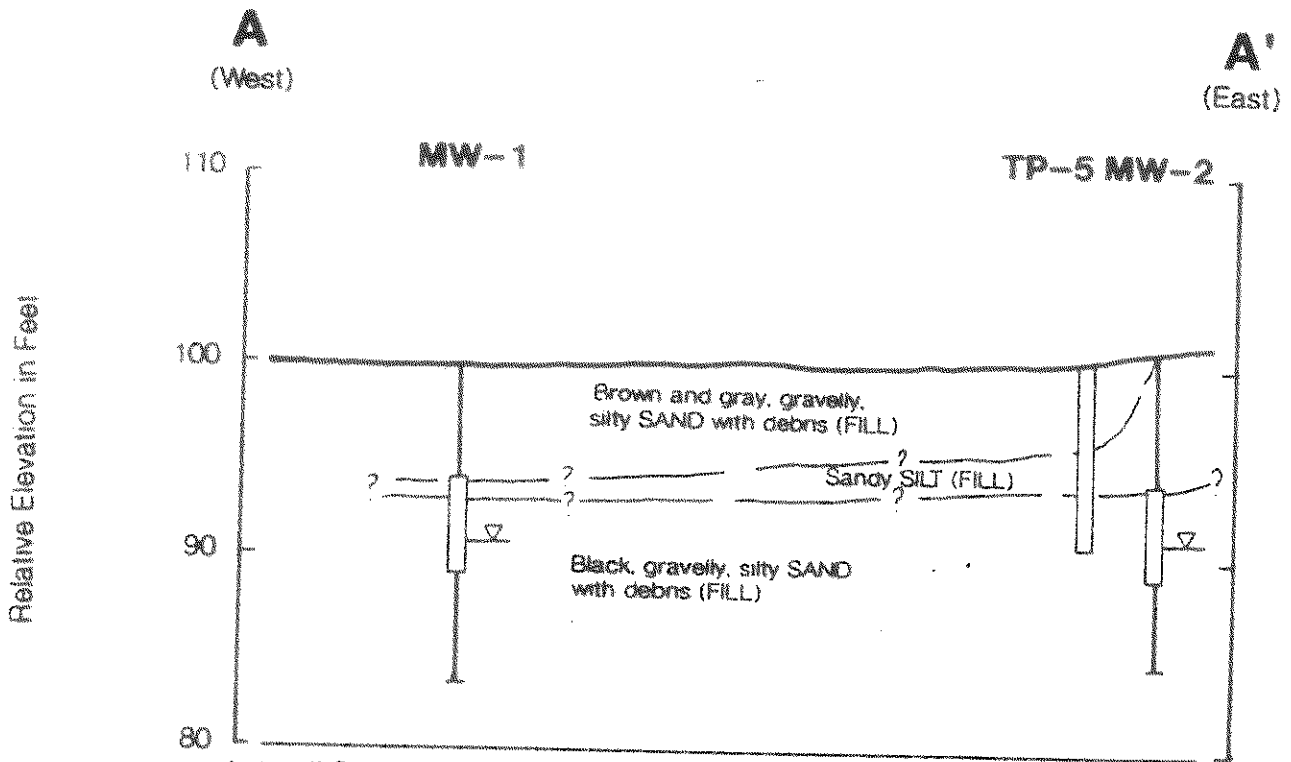 A
(West)
A'
(East)
110
MW-1
TP-5 MW-2
Relative Elevation in Feet
100
Brown and gray, gravelly,
silty SAND with debris (FILL)
?
?
?
Sandy SILT (FILL)
?
?
?
90
Black, gravelly, silty SAND
with debris (FILL)
80